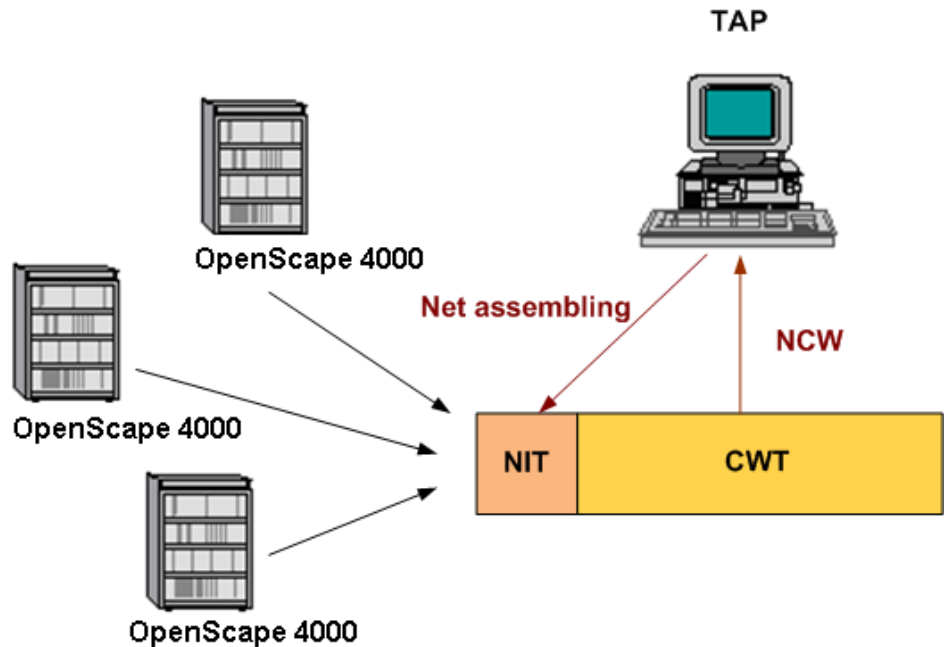 TAP
OpenScape 4000
OpenScape 4000
Net assembling
NCW
NIT
CWT
OpenScape 4000